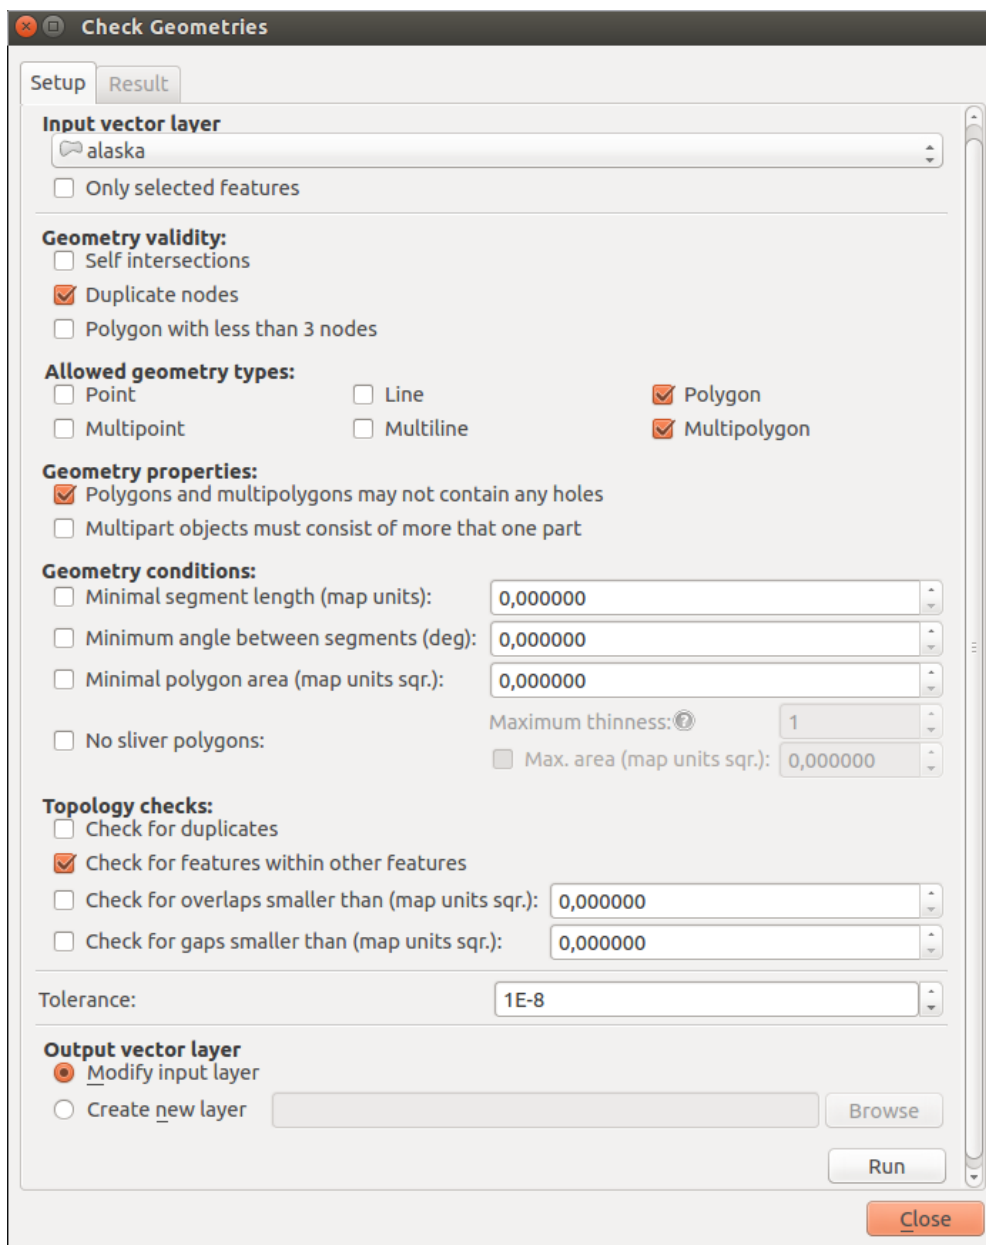 Check Geometries
Setup Result
Input vector layer
alaska
Only selected features
Geometry validity:
Self intersections
Duplicate nodes
Polygon with less than 3 nodes
Allowed geometry types:
Point Line Polygon
Multipoint Multiline Multipolygon
Geometry properties:
Polygons and multipolygons may not contain any holes
Multipart objects must consist of more that one part
Geometry conditions:
Minimal segment length (map units): 0,000000
Minimum angle between segments (deg): 0,000000
Minimal polygon area (map units sqr.): 0,000000
No sliver polygons: Maximum thinness: 1
Max. area (map units sqr.): 0,000000
Topology checks:
Check for duplicates
Check for features within other features
Check for overlaps smaller than (map units sqr.): 0,000000
Check for gaps smaller than (map units sqr.): 0,000000
Tolerance: 1E-8
Output vector layer
Modify input layer
Create new layer Browse
Run
Close